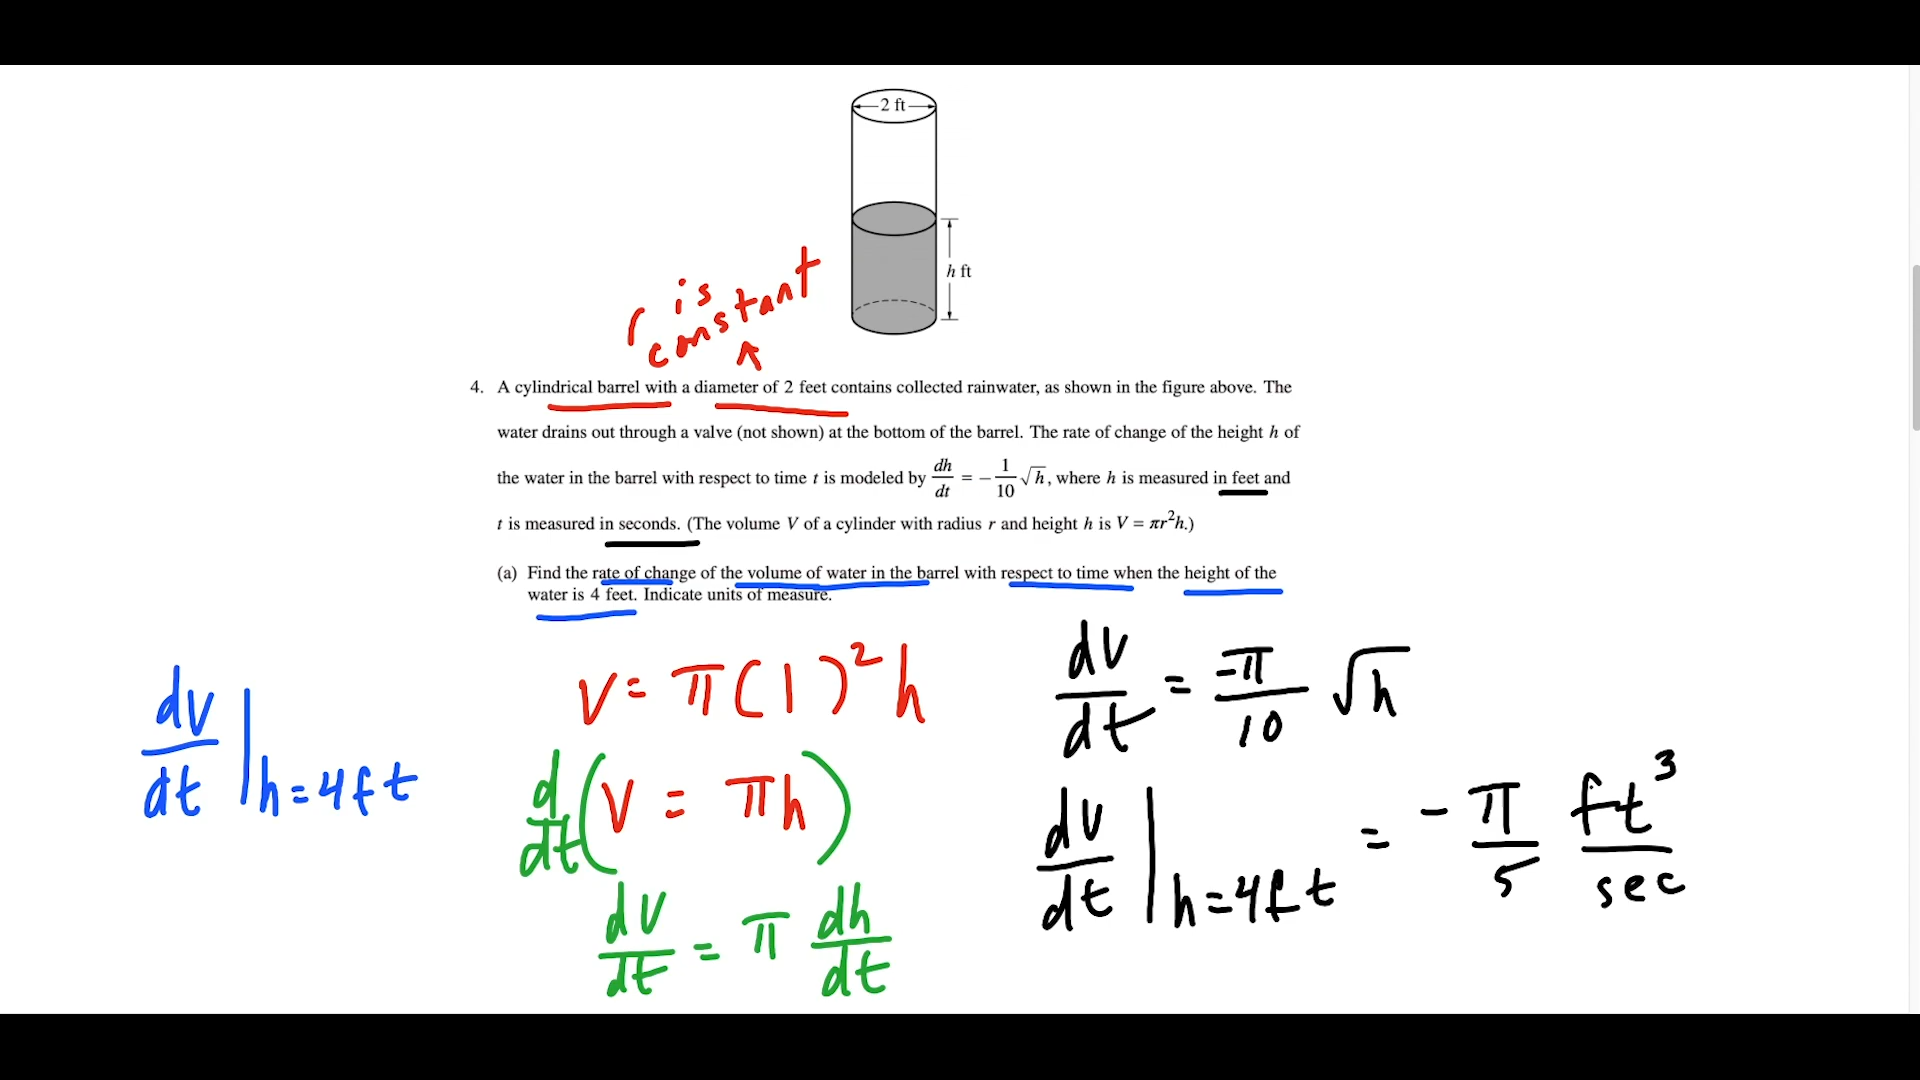 2 ft
h ft
r is
constant
4. A cylindrical barrel with a diameter of 2 feet contains collected rainwater, as shown in the figure above. The
water drains out through a valve (not shown) at the bottom of the barrel. The rate of change of the height h of
the water in the barrel with respect to time t is modeled by dh/dt = -1/10 √h, where h is measured in feet and
t is measured in seconds. (The volume V of a cylinder with radius r and height h is V = πr²h.)
(a) Find the rate of change of the volume of water in the barrel with respect to time when the height of the
water is 4 feet. Indicate units of measure.
dv/dt |h=4ft
V = π(1)²h
d/dt (V = πh)
dv/dt = π dh/dt
dv/dt = -π/10 √h
dv/dt |h=4ft = -π/5 ft³/sec